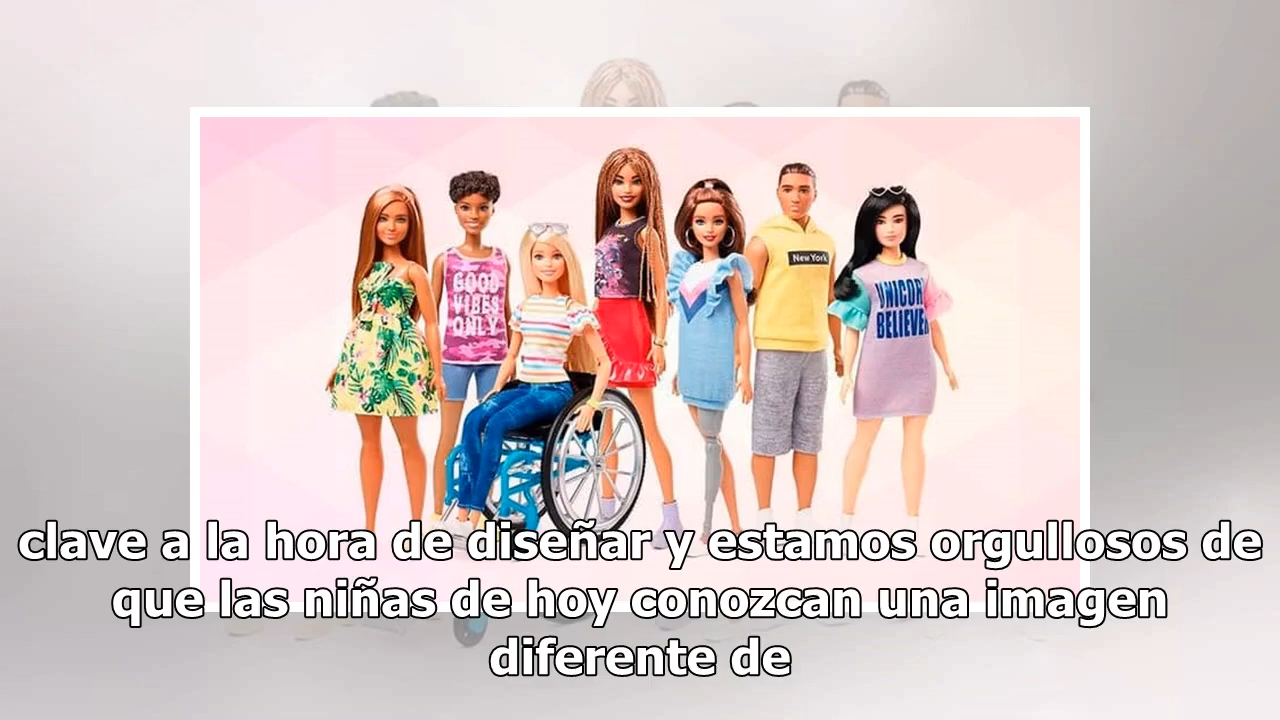 GOOD
VIBES
ONLY
New York
UNICOR
BELIEVER
clave a la hora de diseñar y estamos orgullosos de
que las niñas de hoy conozcan una imagen
diferente de